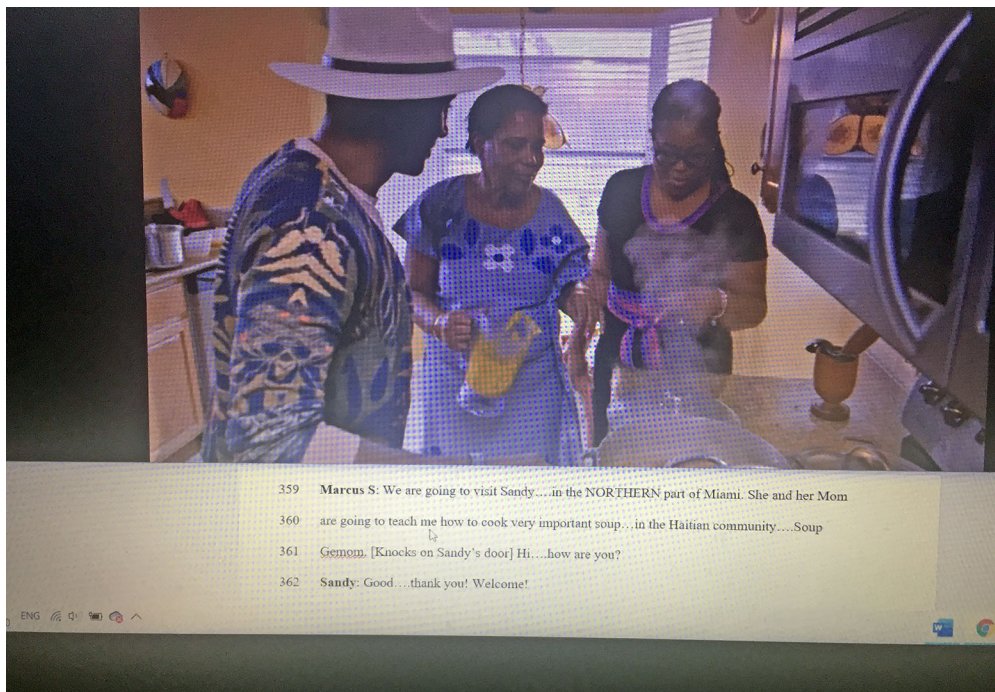 359 Marcus S: We are going to visit Sandy….in the NORTHERN part of Miami. She and her Mom
360 are going to teach me how to cook very important soup…in the Haitian community….Soup
361 Gemom. [Knocks on Sandy's door] Hi….how are you?
362 Sandy: Good….thank you! Welcome!
ENG
W